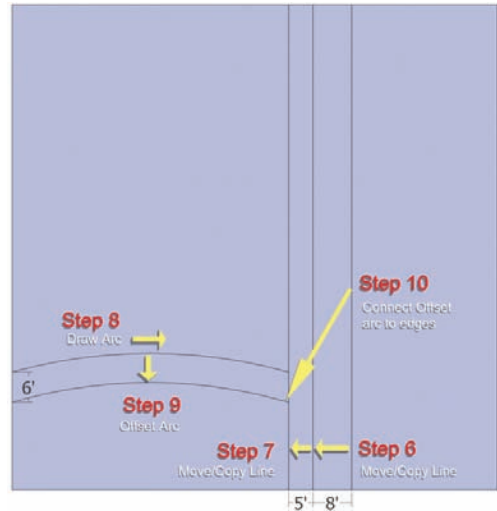 Step 10
Connect Offset
arc to edges
Step 8
Draw Arc
6'
Step 9
Offset Arc
Step 7
Move/Copy Line
Step 6
Move/Copy Line
5'
8'